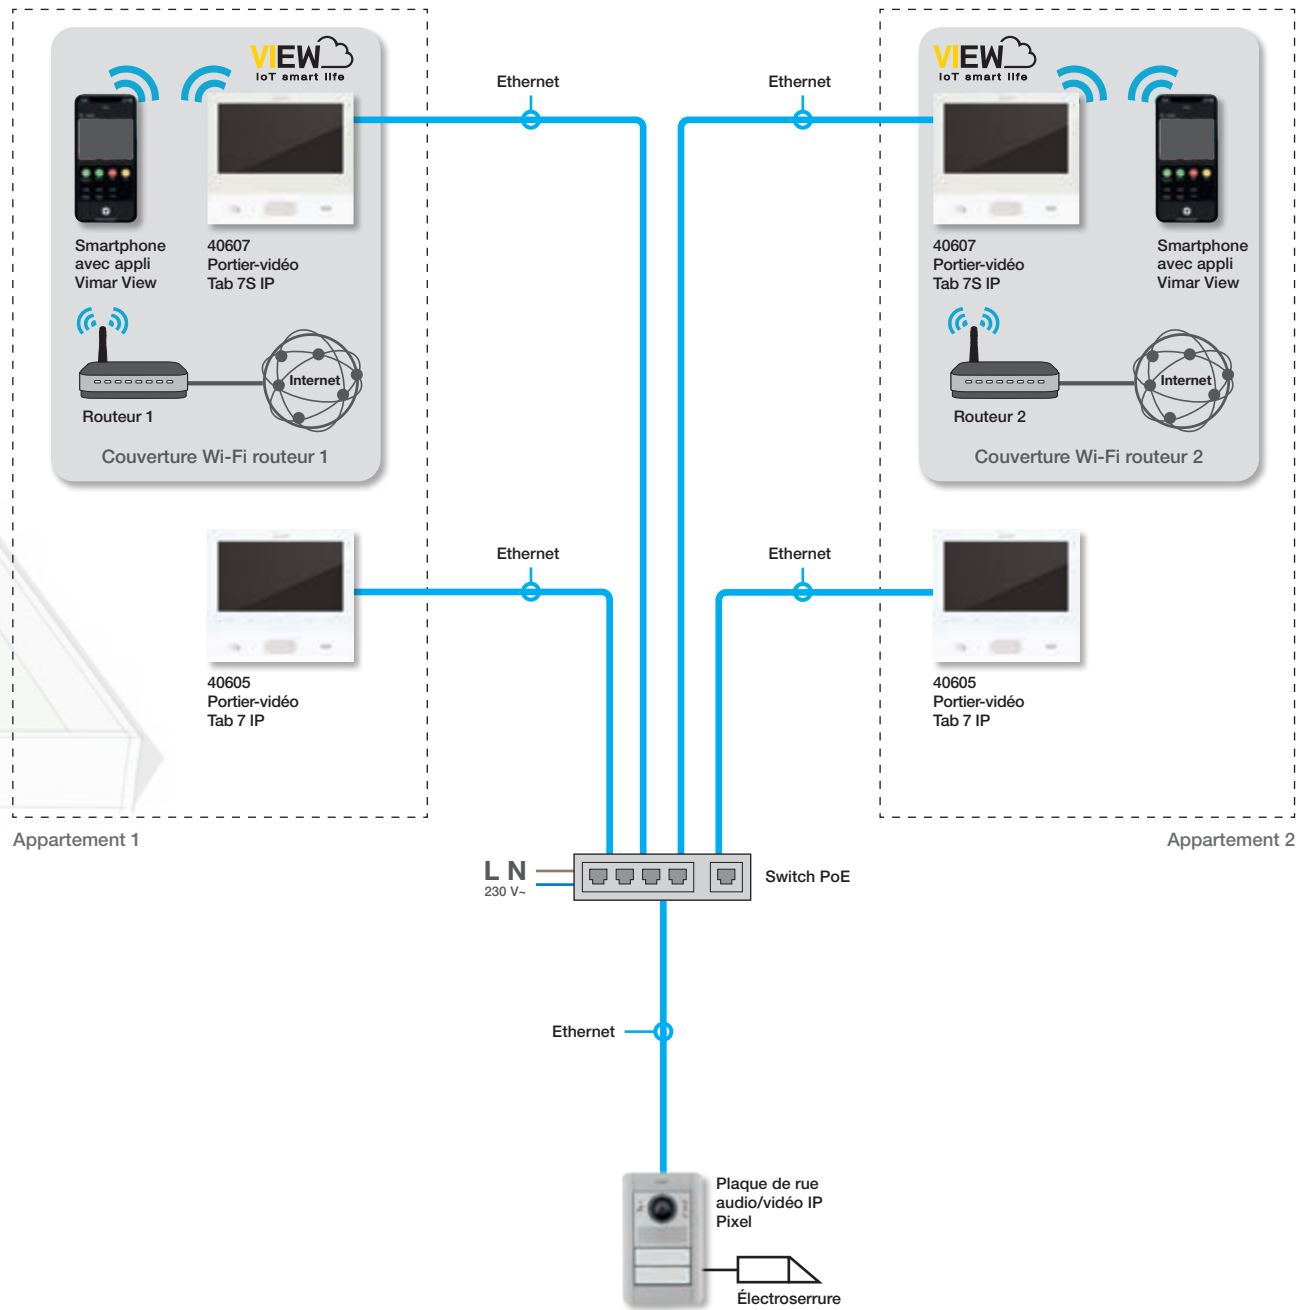 VIEW
IoT smart life
Smartphone
avec appli
Vimar View
40607
Portier-vidéo
Tab 7S IP
Internet
Routeur 1
Couverture Wi-Fi routeur 1
40605
Portier-vidéo
Tab 7 IP
Appartement 1
Ethernet
Ethernet
Ethernet
Ethernet
VIEW
IoT smart life
40607
Portier-vidéo
Tab 7S IP
Smartphone
avec appli
Vimar View
Internet
Routeur 2
Couverture Wi-Fi routeur 2
40605
Portier-vidéo
Tab 7 IP
Appartement 2
L N
230 V~
Switch PoE
Ethernet
Plaque de rue
audio/vidéo IP
Pixel
Électroserrure